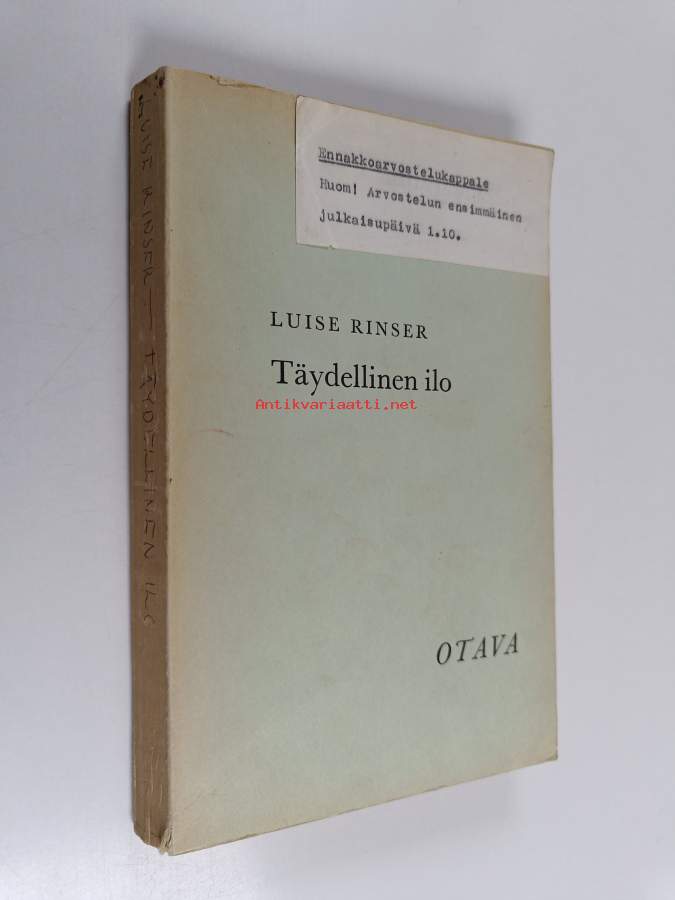 LUISE RINSER — TÄYDELLINEN ILO
Ennakkoarvostelukappale
Huom! Arvostelun ensimmäinen
julkaisupäivä 1.10.
LUISE RINSER
Täydellinen ilo
Antikvariaatti.net
OTAVA